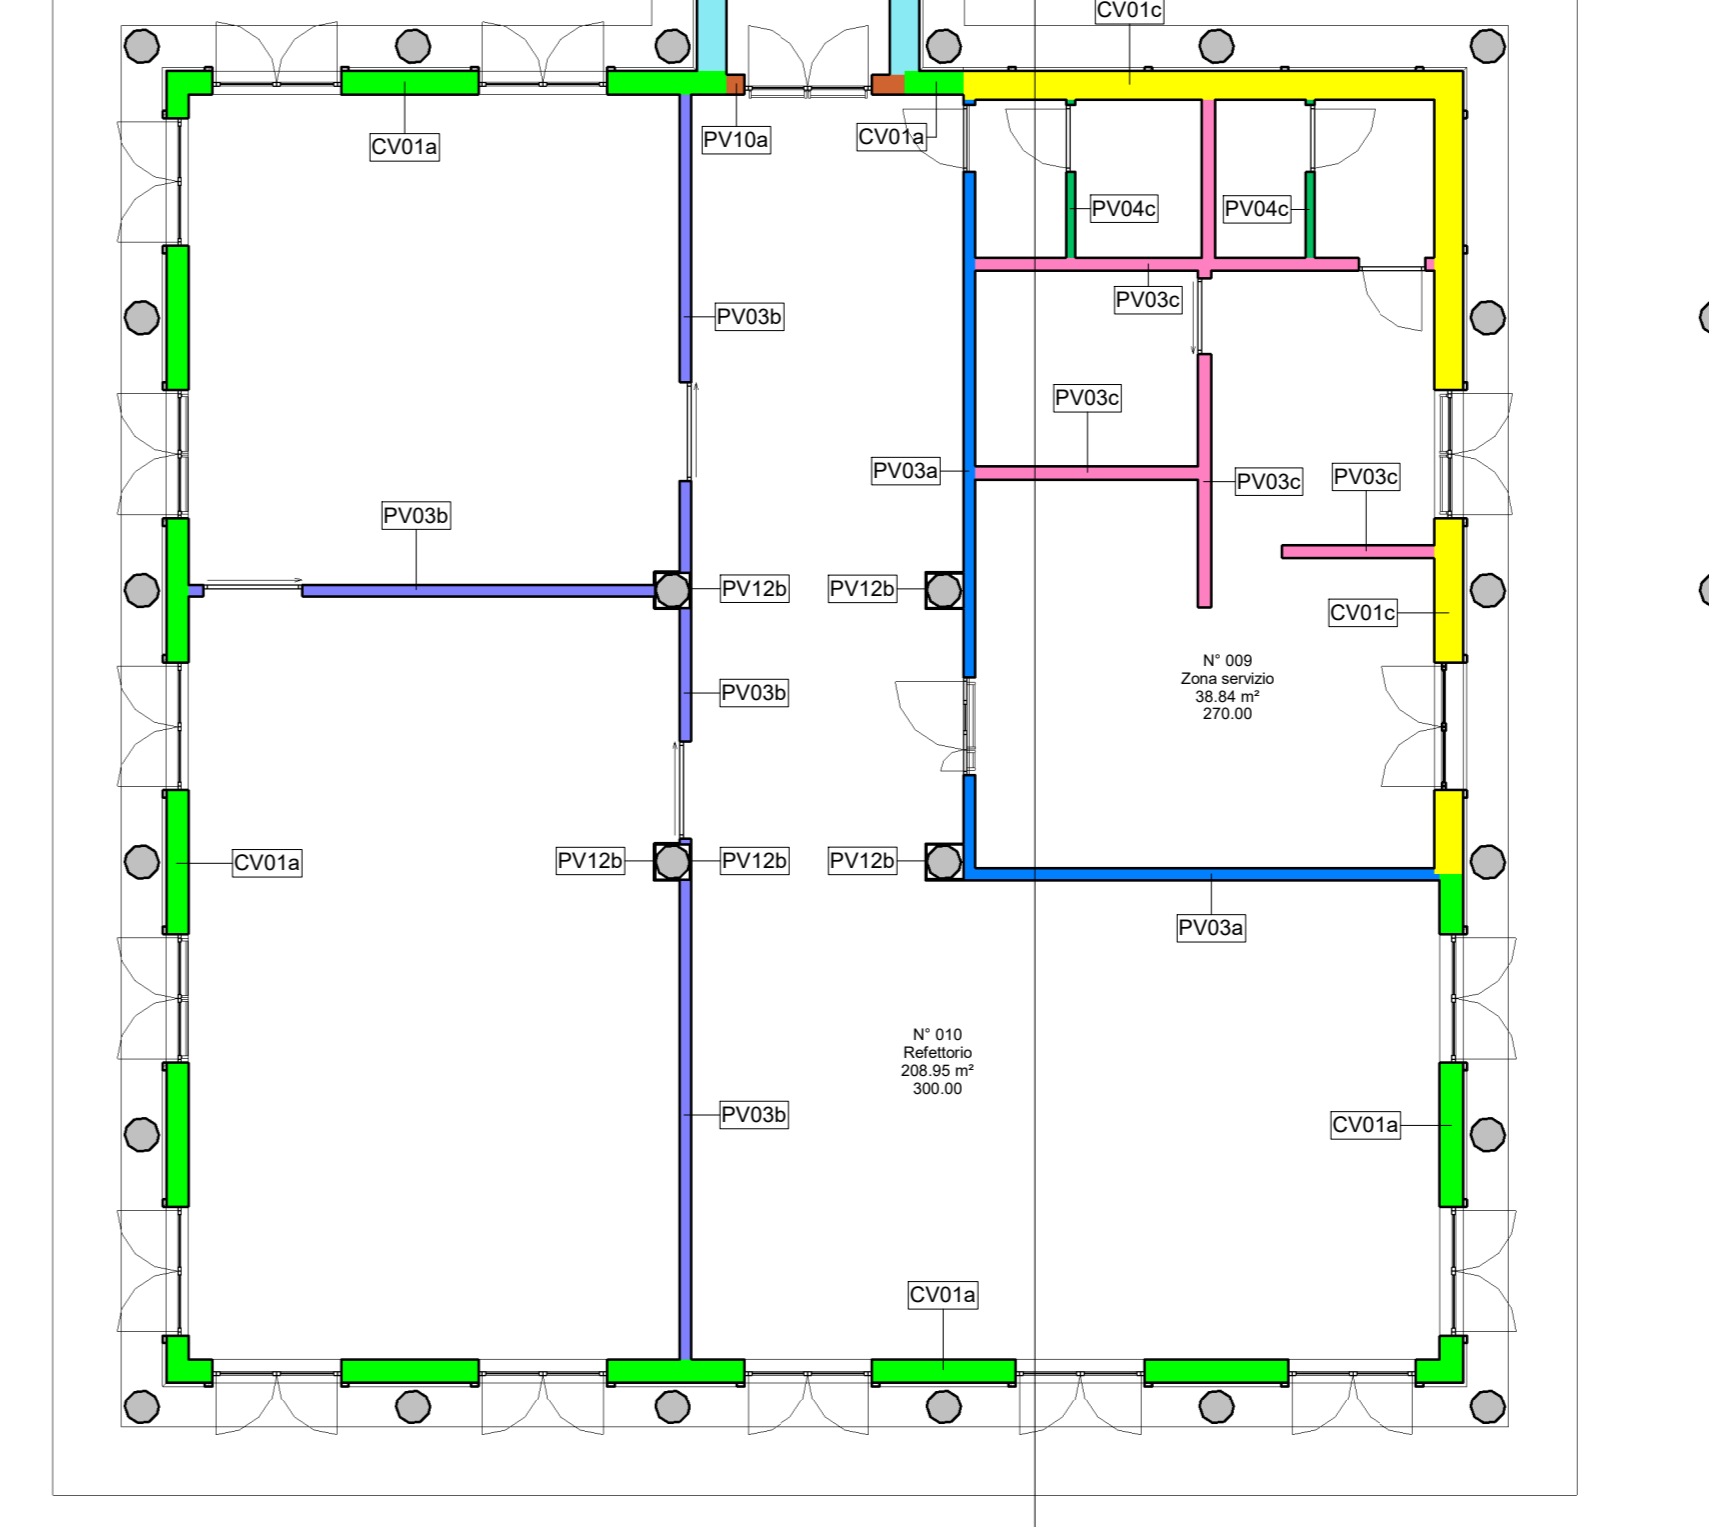 CV01c
CV01a
PV10a
CV01a
PV04c
PV04c
PV03c
PV03b
PV03c
PV03a
PV03c
PV03c
PV03b
PV12b
PV12b
CV01c
N° 009
Zona servizio
38.84 m²
270.00
PV03b
CV01a
PV12b
PV12b
PV12b
PV03a
N° 010
Refettorio
208.95 m²
300.00
PV03b
CV01a
CV01a